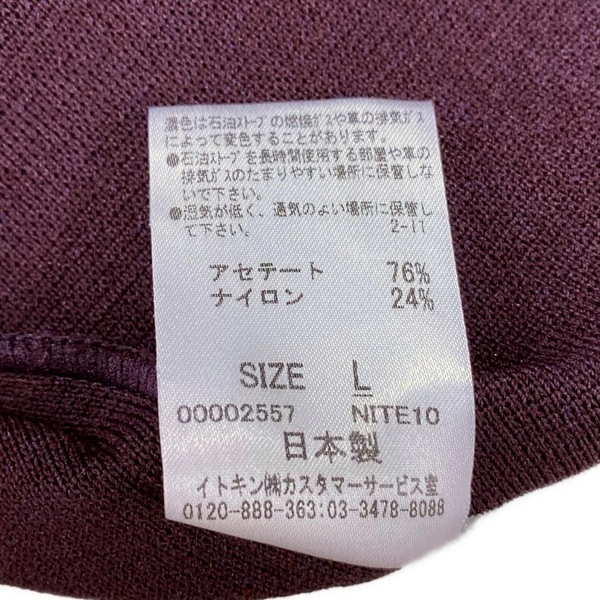 濃色は石油ストーブの燃焼ガスや車の排気ガス
によって変色することがあります。
●石油ストーブを長時間使用する部屋や車の
排気ガスのたまりやすい場所に保管しな
いで下さい。
●湿気が低く、通気のよい場所に保管し
て下さい。 2-11
アセテート 76%
ナイロン 24%
SIZE L
00002557 NITE10
日本製
イトキン㈱カスタマーサービス室
0120-888-363:03-3478-8088